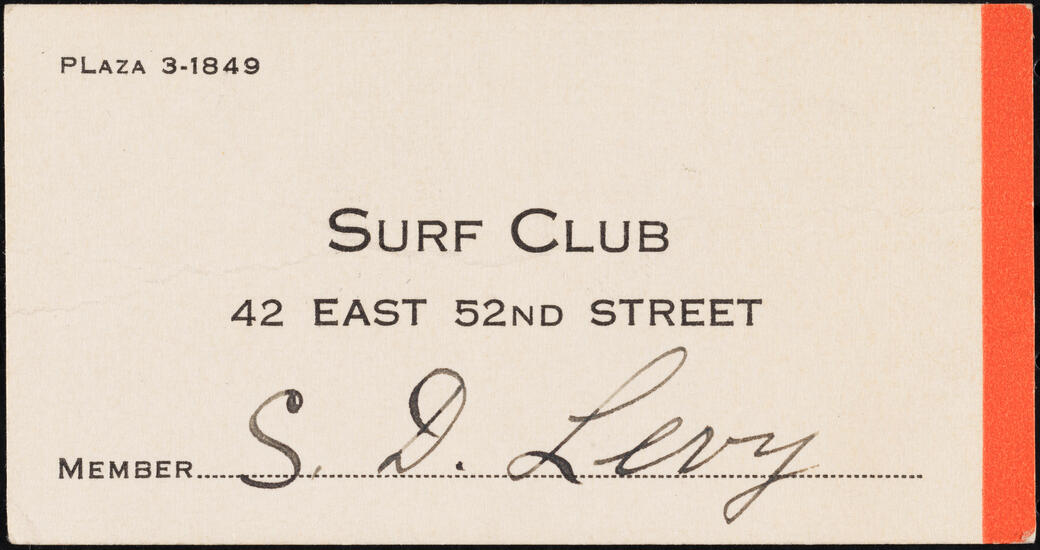 PLAZA 3-1849
SURF CLUB
42 EAST 52ND STREET
MEMBER S. D. Levy